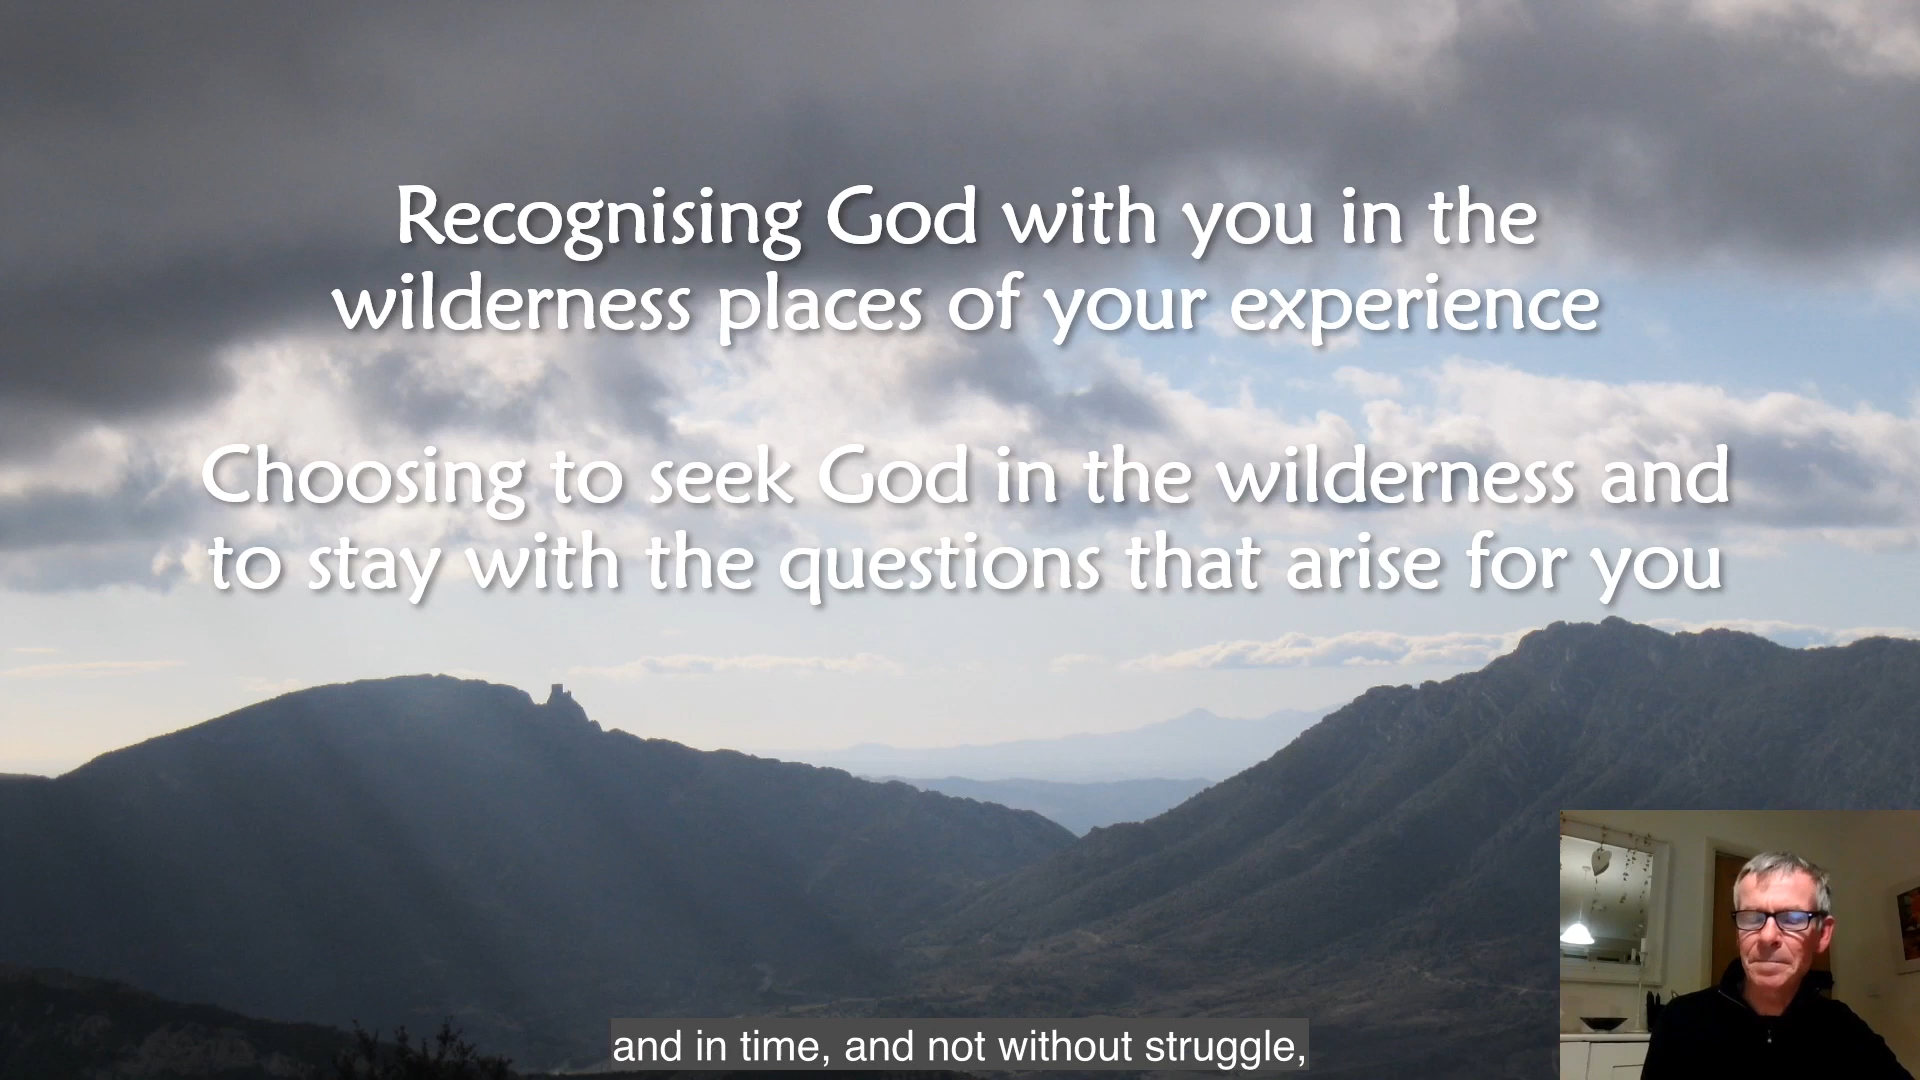 Recognising God with you in the
wilderness places of your experience
Choosing to seek God in the wilderness and
to stay with the questions that arise for you
and in time, and not without struggle,